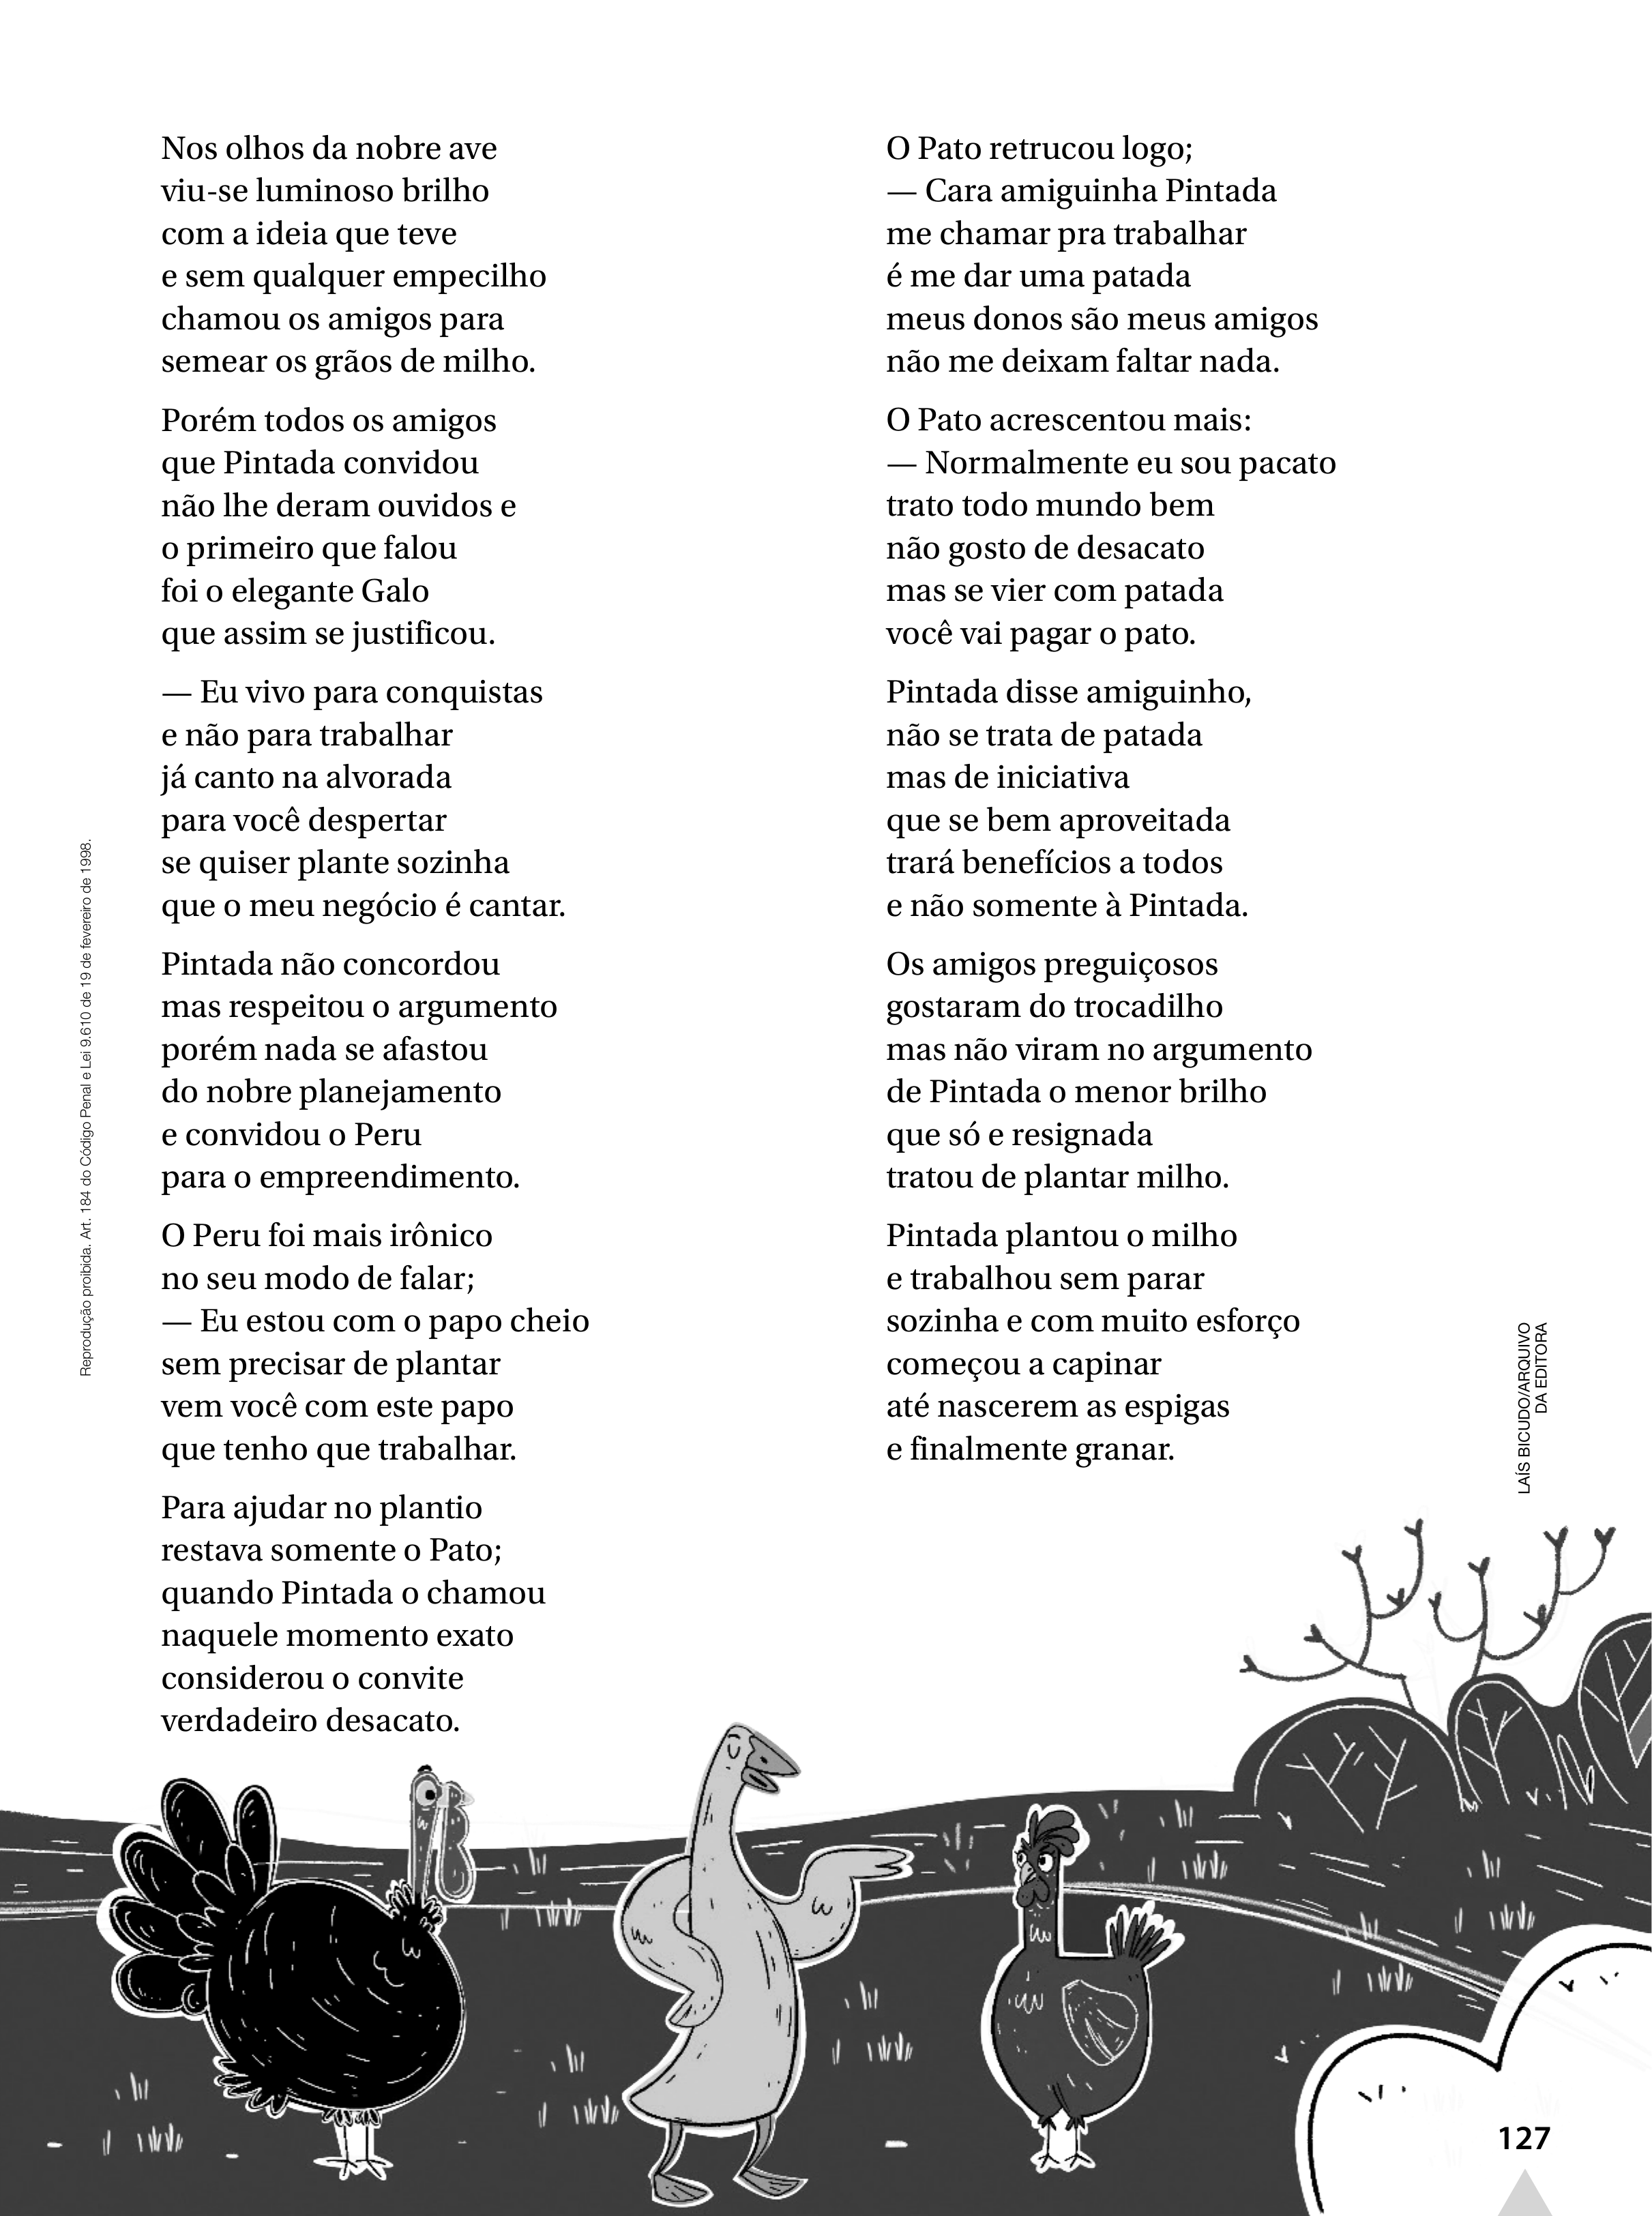 Nos olhos da nobre ave
viu-se luminoso brilho
com a ideia que teve
e sem qualquer empecilho
chamou os amigos para
semear os grãos de milho.
Porém todos os amigos
que Pintada convidou
não lhe deram ouvidos e
o primeiro que falou
foi o elegante Galo
que assim se justificou.
— Eu vivo para conquistas
e não para trabalhar
já canto na alvorada
para você despertar
se quiser plante sozinha
que o meu negócio é cantar.
Pintada não concordou
mas respeitou o argumento
porém nada se afastou
do nobre planejamento
e convidou o Peru
para o empreendimento.
O Peru foi mais irônico
no seu modo de falar;
— Eu estou com o papo cheio
sem precisar de plantar
vem você com este papo
que tenho que trabalhar.
Para ajudar no plantio
restava somente o Pato;
quando Pintada o chamou
naquele momento exato
considerou o convite
verdadeiro desacato.
O Pato retrucou logo;
— Cara amiguinha Pintada
me chamar pra trabalhar
é me dar uma patada
meus donos são meus amigos
não me deixam faltar nada.
O Pato acrescentou mais:
— Normalmente eu sou pacato
trato todo mundo bem
não gosto de desacato
mas se vier com patada
você vai pagar o pato.
Pintada disse amiguinho,
não se trata de patada
mas de iniciativa
que se bem aproveitada
trará benefícios a todos
e não somente à Pintada.
Os amigos preguiçosos
gostaram do trocadilho
mas não viram no argumento
de Pintada o menor brilho
que só e resignada
tratou de plantar milho.
Pintada plantou o milho
e trabalhou sem parar
sozinha e com muito esforço
começou a capinar
até nascerem as espigas
e finalmente granar.
Reprodução proibida. Art. 184 do Código Penal e Lei 9.610 de 19 de fevereiro de 1998.
LAÍS BICUDO/ARQUIVO
DA EDITORA
127